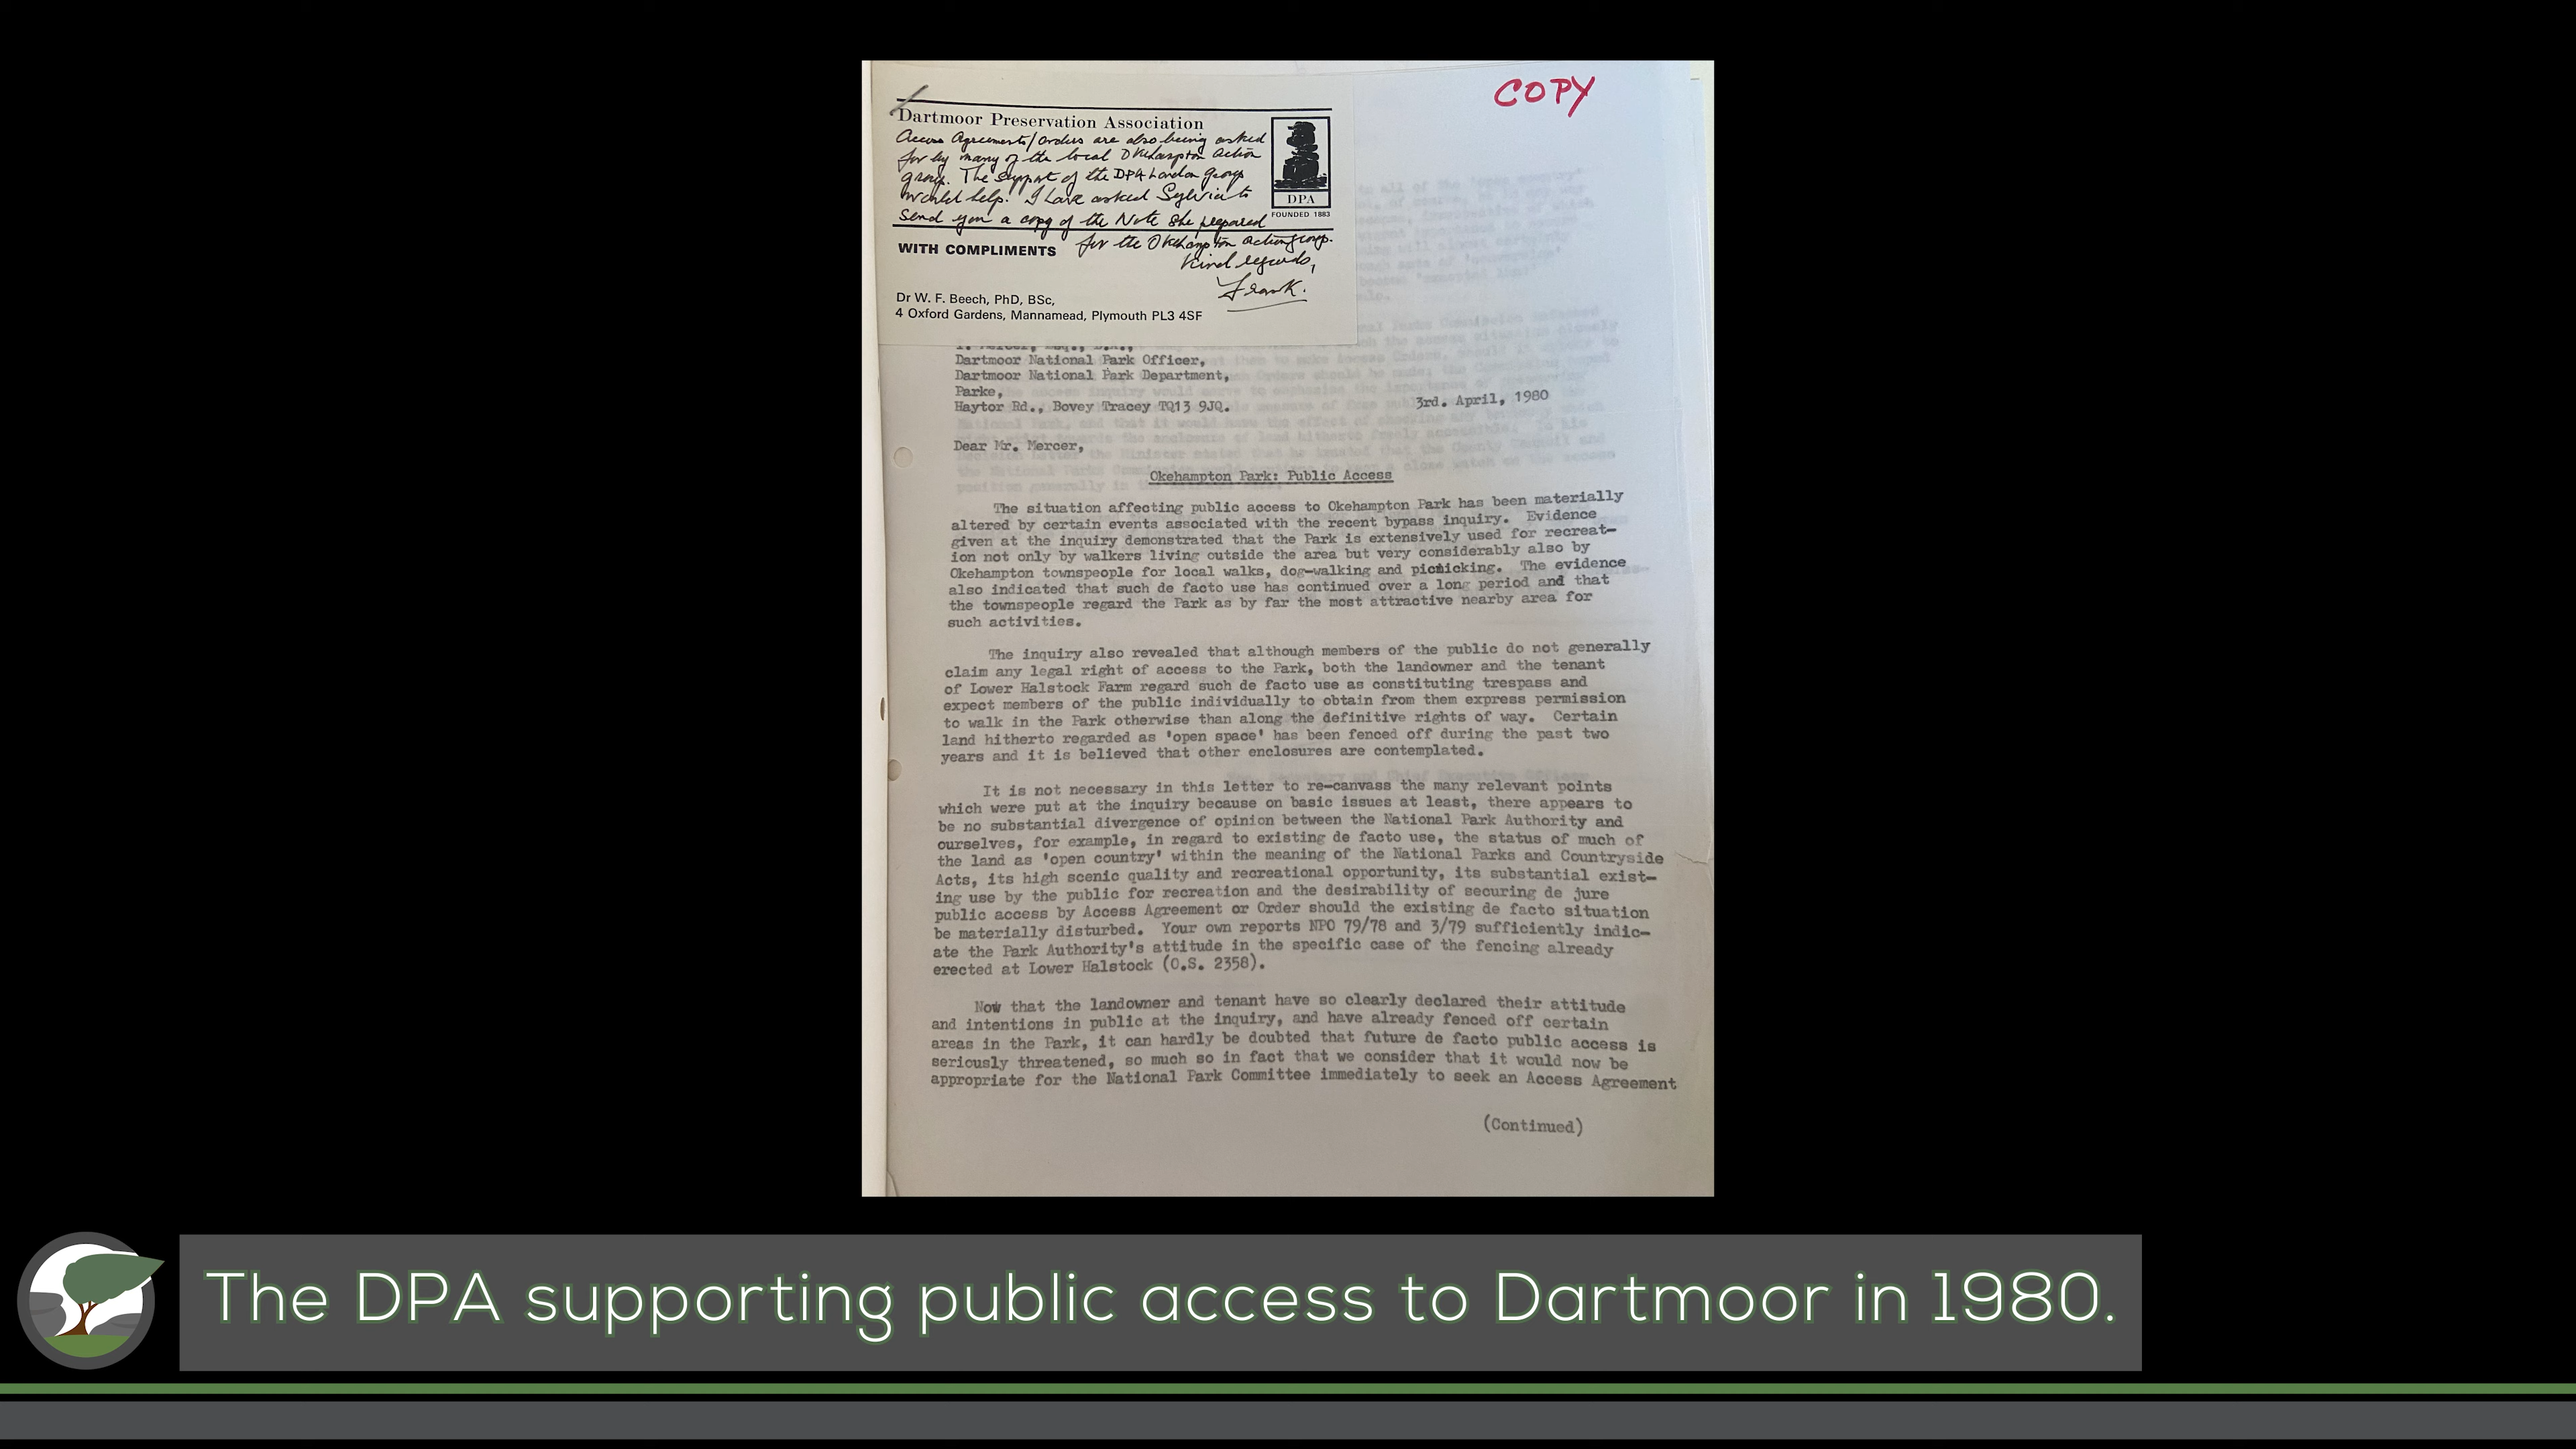 COPY
Dartmoor Preservation Association
Access Agreements/Orders are also being asked
for by many of the local Okehampton Action
group. The support of the DPA London group
would help. I have asked Sylvia to
send you a copy of the Note she prepared
for the Okehampton action group.
Kind regards,
Frank.
DPA
FOUNDED 1883
WITH COMPLIMENTS
Dr W. F. Beech, PhD, BSc,
4 Oxford Gardens, Mannamead, Plymouth PL3 4SF
Dartmoor National Park Officer,
Dartmoor National Park Department,
Parke,
Haytor Rd., Bovey Tracey TQ13 9JQ.
3rd. April, 1980
Dear Mr. Mercer,
Okehampton Park: Public Access
The situation affecting public access to Okehampton Park has been materially
altered by certain events associated with the recent bypass inquiry. Evidence
given at the inquiry demonstrated that the Park is extensively used for recreat-
ion not only by walkers living outside the area but very considerably also by
Okehampton townspeople for local walks, dog-walking and picnicking. The evidence
also indicated that such de facto use has continued over a long period and that
the townspeople regard the Park as by far the most attractive nearby area for
such activities.
The inquiry also revealed that although members of the public do not generally
claim any legal right of access to the Park, both the landowner and the tenant
of Lower Halstock Farm regard such de facto use as constituting trespass and
expect members of the public individually to obtain from them express permission
to walk in the Park otherwise than along the definitive rights of way. Certain
land hitherto regarded as 'open space' has been fenced off during the past two
years and it is believed that other enclosures are contemplated.
It is not necessary in this letter to re-canvass the many relevant points
which were put at the inquiry because on basic issues at least, there appears to
be no substantial divergence of opinion between the National Park Authority and
ourselves, for example, in regard to existing de facto use, the status of much of
the land as 'open country' within the meaning of the National Parks and Countryside
Acts, its high scenic quality and recreational opportunity, its substantial exist-
ing use by the public for recreation and the desirability of securing de jure
public access by Access Agreement or Order should the existing de facto situation
be materially disturbed. Your own reports NPO 79/78 and 3/79 sufficiently indic-
ate the Park Authority's attitude in the specific case of the fencing already
erected at Lower Halstock (O.S. 2358).
Now that the landowner and tenant have so clearly declared their attitude
and intentions in public at the inquiry, and have already fenced off certain
areas in the Park, it can hardly be doubted that future de facto public access is
seriously threatened, so much so in fact that we consider that it would now be
appropriate for the National Park Committee immediately to seek an Access Agreement
(Continued)
The DPA supporting public access to Dartmoor in 1980.